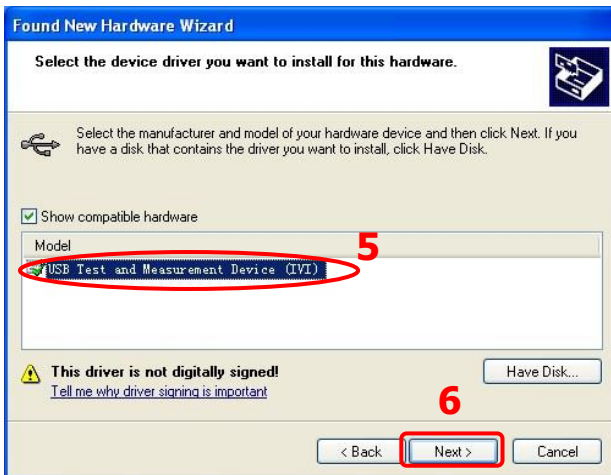 Found New Hardware Wizard
Select the device driver you want to install for this hardware.
Select the manufacturer and model of your hardware device and then click Next. If you
have a disk that contains the driver you want to install, click Have Disk.
Show compatible hardware
Model
5
USB Test and Measurement Device (IVI)
This driver is not digitally signed!
Tell me why driver signing is important
Have Disk...
6
< Back
Next >
Cancel